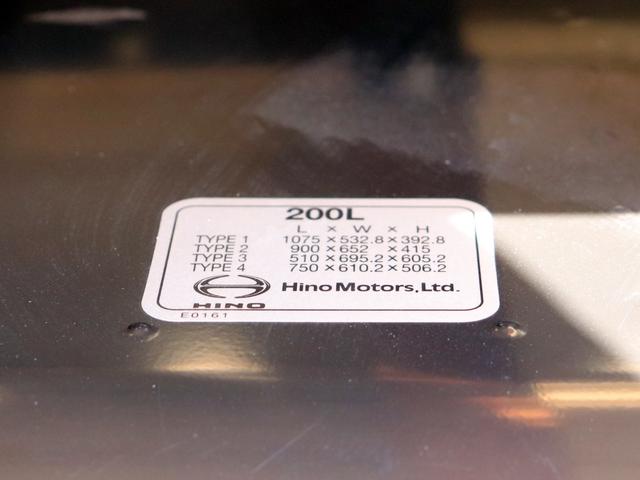 200L
L × W × H
TYPE 1 1075×532.8×392.8
TYPE 2 900×652 ×415
TYPE 3 510×695.2×605.2
TYPE 4 750×610.2×506.2
HINO Hino Motors, Ltd.
E0161